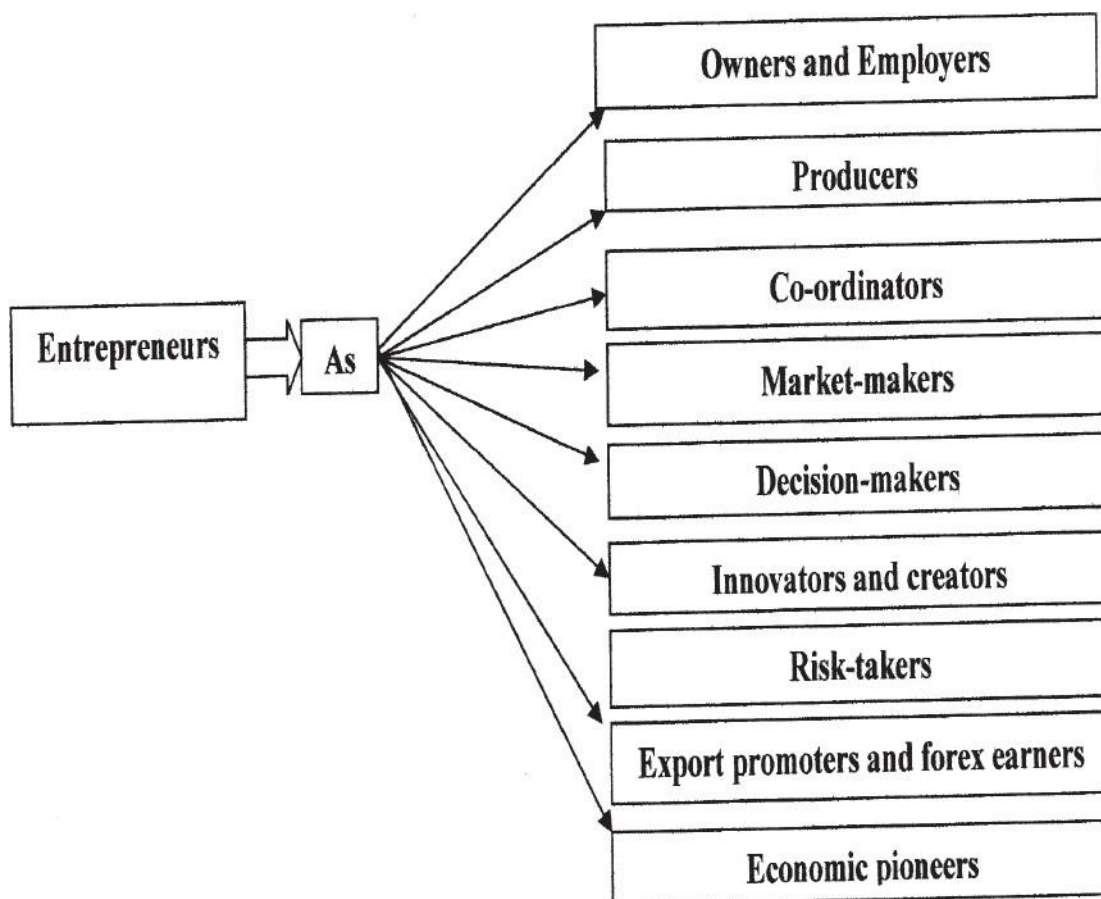 Entrepreneurs
As
Owners and Employers
Producers
Co-ordinators
Market-makers
Decision-makers
Innovators and creators
Risk-takers
Export promoters and forex earners
Economic pioneers